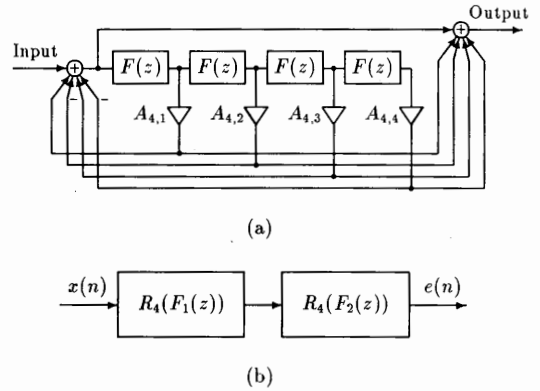 Output
Input
+
+
F(z) F(z) F(z) F(z)
− −
A4,1 A4,2 A4,3 A4,4
(a)
x(n) R4(F1(z)) R4(F2(z)) e(n)
(b)